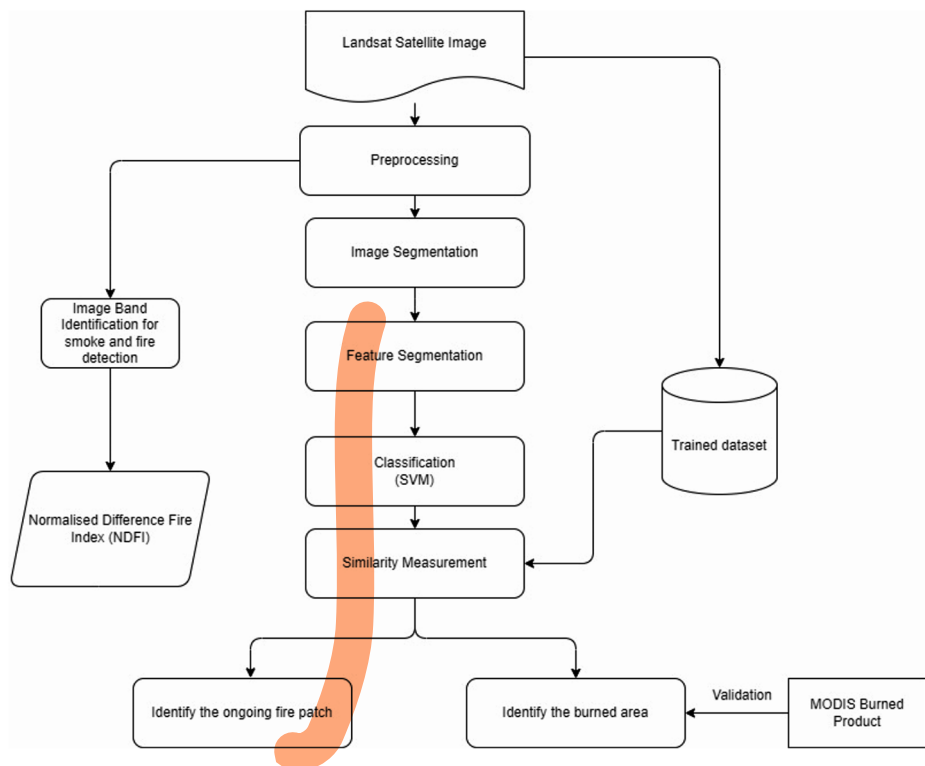 Landsat Satellite Image
Preprocessing
Image Segmentation
Image Band
Identification for
smoke and fire
detection
Feature Segmentation
Trained dataset
Classification
(SVM)
Normalised Difference Fire
Index (NDFI)
Similarity Measurement
Identify the ongoing fire patch
Identify the burned area
Validation
MODIS Burned
Product